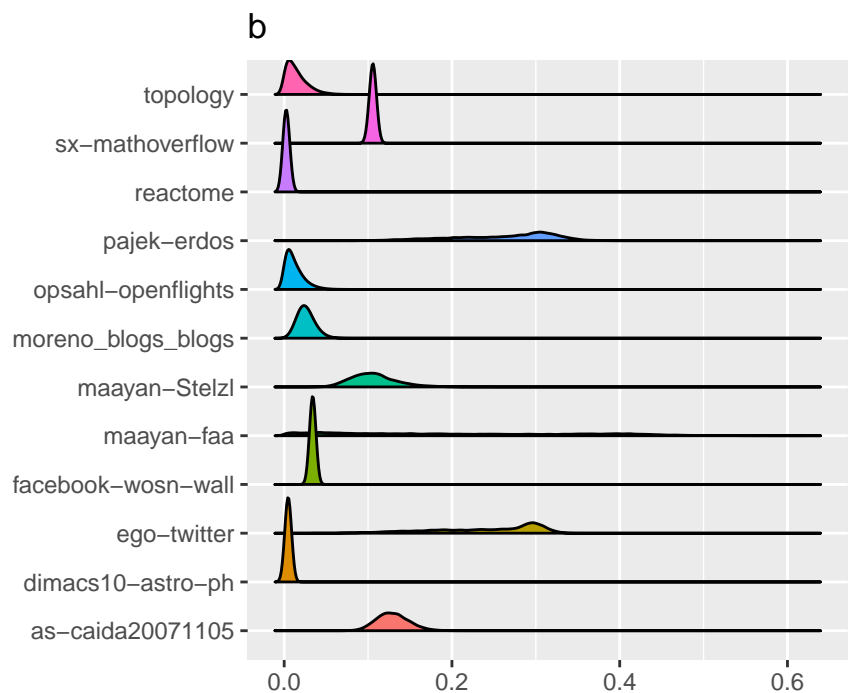 b
topology
sx−mathoverflow
reactome
pajek−erdos
opsahl−openflights
moreno_blogs_blogs
maayan−Stelzl
maayan−faa
facebook−wosn−wall
ego−twitter
dimacs10−astro−ph
as−caida20071105
0.0 0.2 0.4 0.6